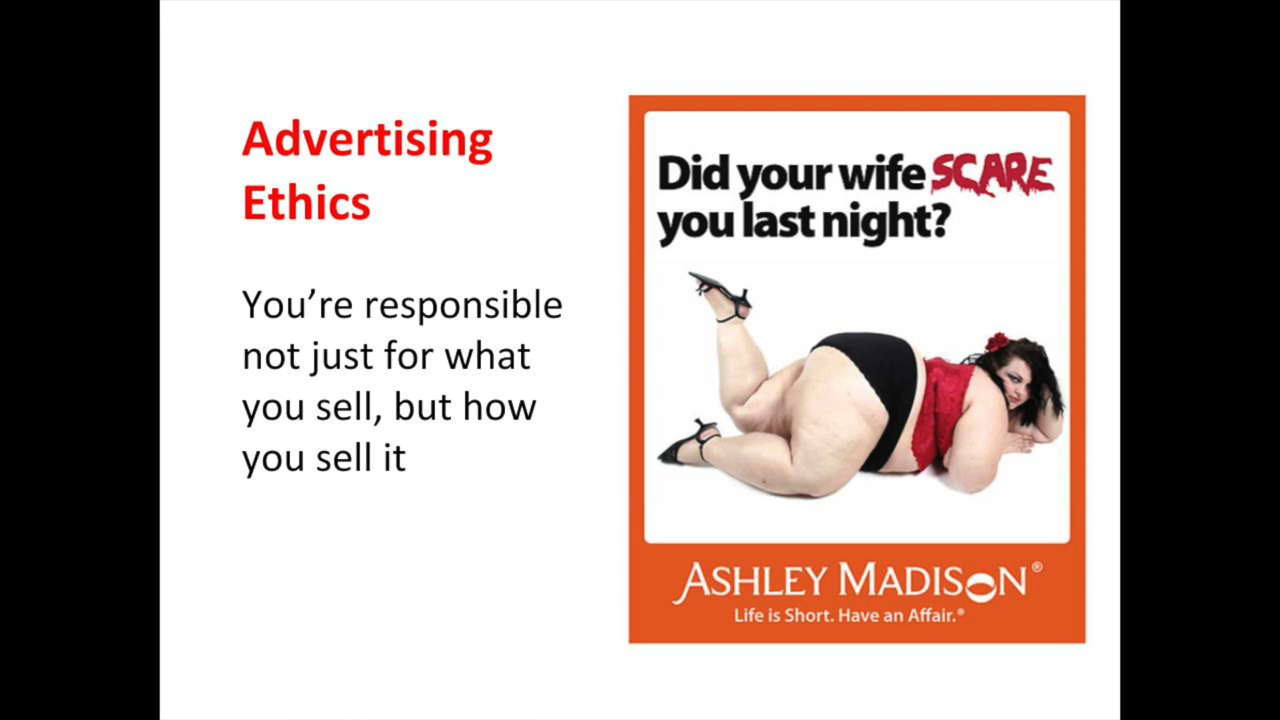 Advertising
Ethics
You’re responsible
not just for what
you sell, but how
you sell it
Did your wife SCARE
you last night?
ASHLEY MADISON®
Life is Short. Have an Affair.®